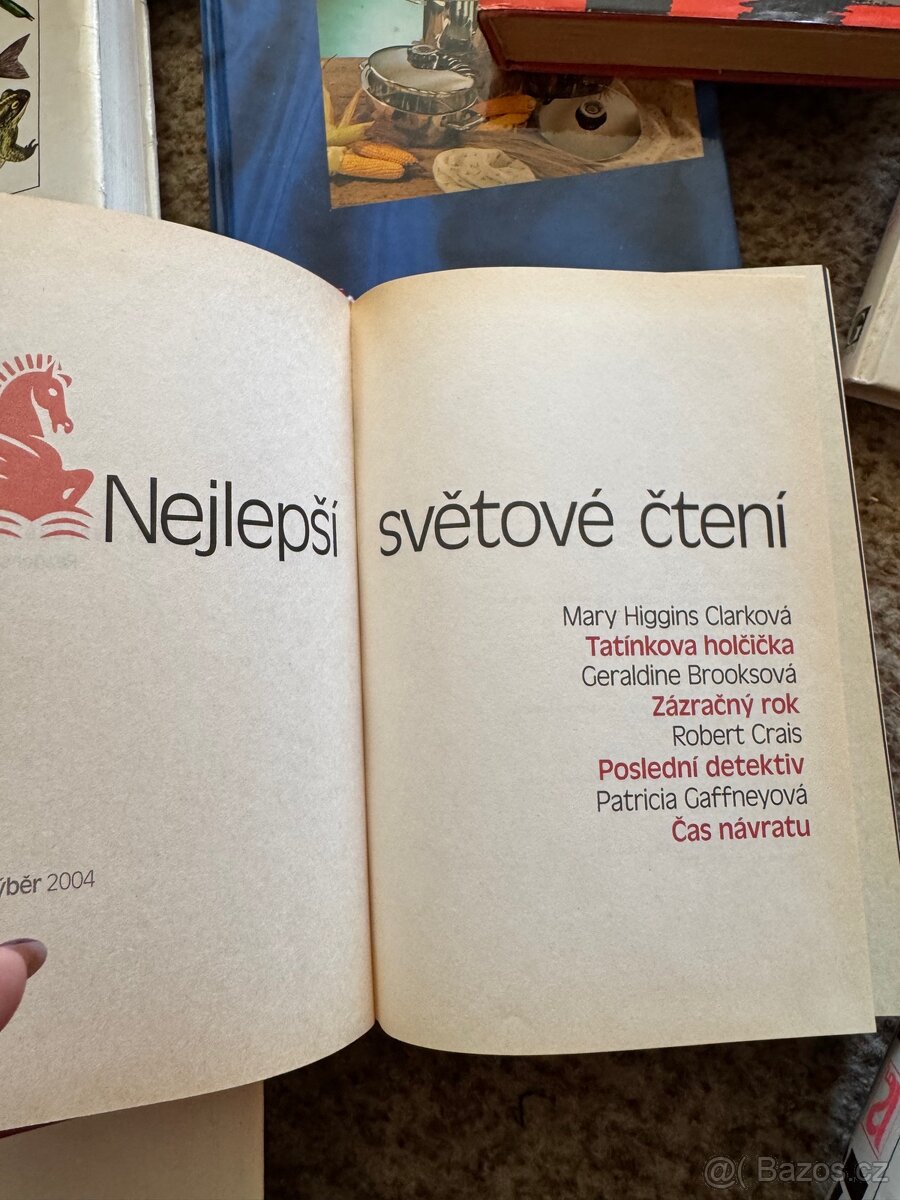 Nejlepší světové čtení
Mary Higgins Clarková
Tatínkova holčička
Geraldine Brooksová
Zázračný rok
Robert Crais
Poslední detektiv
Patricia Gaffneyová
Čas návratu
ýběr 2004
@( Bazos.cz